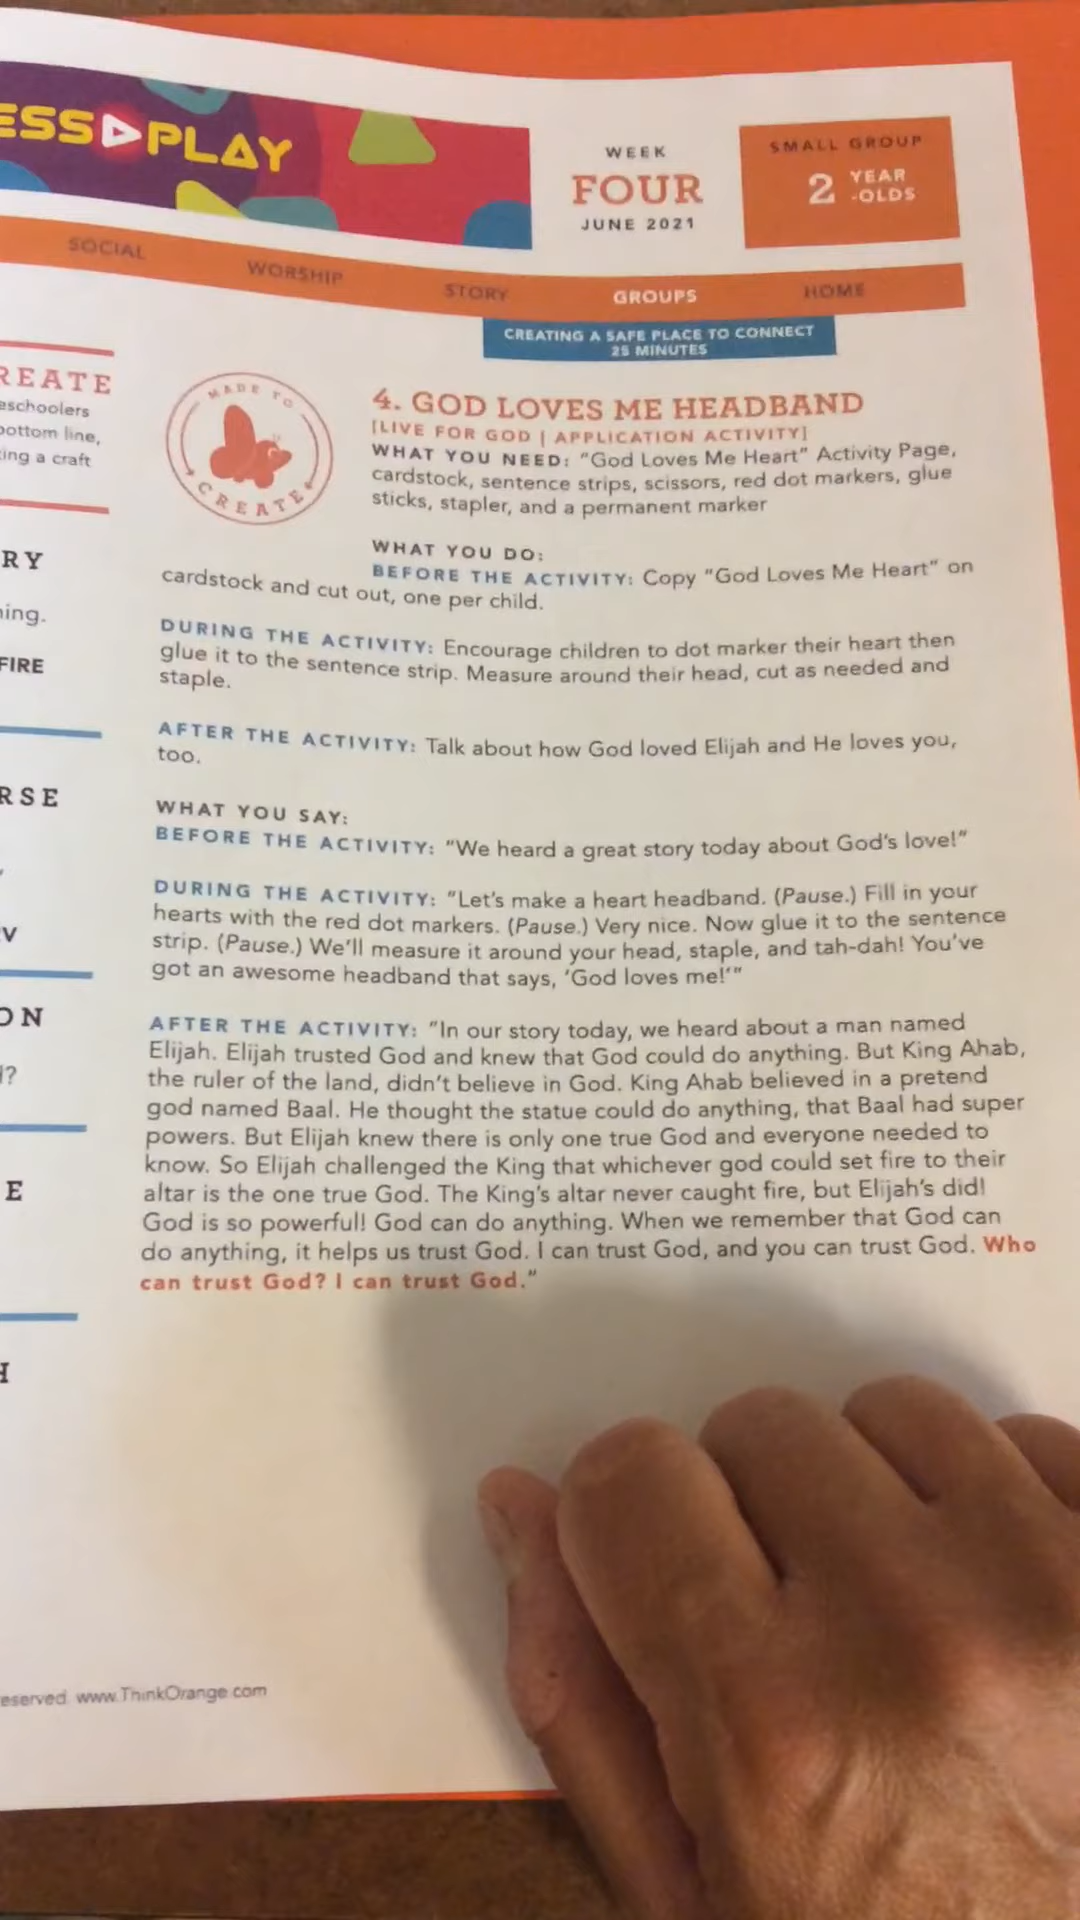 ESS PLAY
WEEK
FOUR
JUNE 2021
SMALL GROUP
2 YEAR
-OLDS
SOCIAL WORSHIP STORY GROUPS HOME
CREATING A SAFE PLACE TO CONNECT
25 MINUTES
REATE
eschoolers
bottom line,
ing a craft
RY
ning.
FIRE
RSE
V
ON
?
E
H
MADE TO
CREATE
4. GOD LOVES ME HEADBAND
[LIVE FOR GOD | APPLICATION ACTIVITY]
WHAT YOU NEED: "God Loves Me Heart" Activity Page,
cardstock, sentence strips, scissors, red dot markers, glue
sticks, stapler, and a permanent marker
WHAT YOU DO:
BEFORE THE ACTIVITY: Copy "God Loves Me Heart" on
cardstock and cut out, one per child.
DURING THE ACTIVITY: Encourage children to dot marker their heart then
glue it to the sentence strip. Measure around their head, cut as needed and
staple.
AFTER THE ACTIVITY: Talk about how God loved Elijah and He loves you,
too.
WHAT YOU SAY:
BEFORE THE ACTIVITY: "We heard a great story today about God's love!"
DURING THE ACTIVITY: "Let's make a heart headband. (Pause.) Fill in your
hearts with the red dot markers. (Pause.) Very nice. Now glue it to the sentence
strip. (Pause.) We'll measure it around your head, staple, and tah-dah! You've
got an awesome headband that says, 'God loves me!'"
AFTER THE ACTIVITY: "In our story today, we heard about a man named
Elijah. Elijah trusted God and knew that God could do anything. But King Ahab,
the ruler of the land, didn't believe in God. King Ahab believed in a pretend
god named Baal. He thought the statue could do anything, that Baal had super
powers. But Elijah knew there is only one true God and everyone needed to
know. So Elijah challenged the King that whichever god could set fire to their
altar is the one true God. The King's altar never caught fire, but Elijah's did!
God is so powerful! God can do anything. When we remember that God can
do anything, it helps us trust God. I can trust God, and you can trust God. Who
can trust God? I can trust God."
eserved. www.ThinkOrange.com